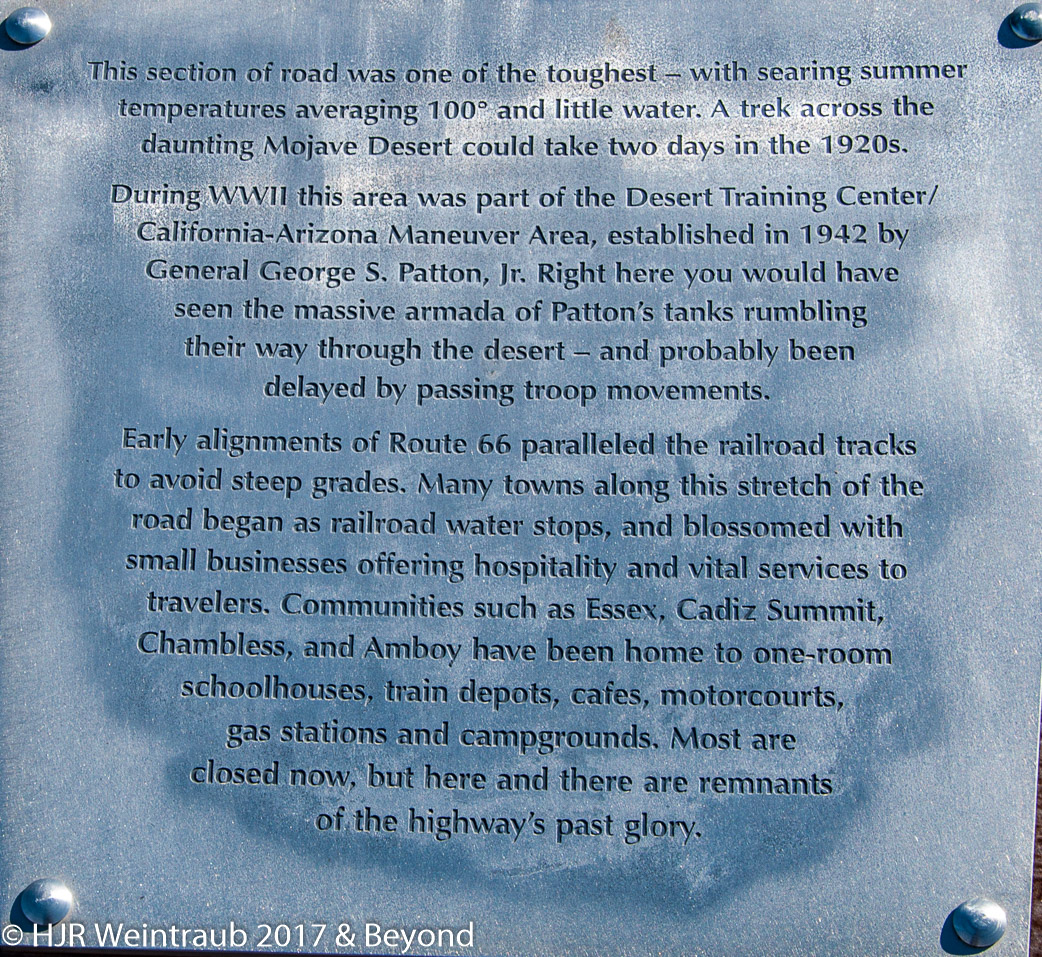 This section of road was one of the toughest – with searing summer
temperatures averaging 100° and little water. A trek across the
daunting Mojave Desert could take two days in the 1920s.
During WWII this area was part of the Desert Training Center/
California-Arizona Maneuver Area, established in 1942 by
General George S. Patton, Jr. Right here you would have
seen the massive armada of Patton's tanks rumbling
their way through the desert – and probably been
delayed by passing troop movements.
Early alignments of Route 66 paralleled the railroad tracks
to avoid steep grades. Many towns along this stretch of the
road began as railroad water stops, and blossomed with
small businesses offering hospitality and vital services to
travelers. Communities such as Essex, Cadiz Summit,
Chambless, and Amboy have been home to one-room
schoolhouses, train depots, cafes, motorcourts,
gas stations and campgrounds. Most are
closed now, but here and there are remnants
of the highway's past glory.
© HJR Weintraub 2017 & Beyond